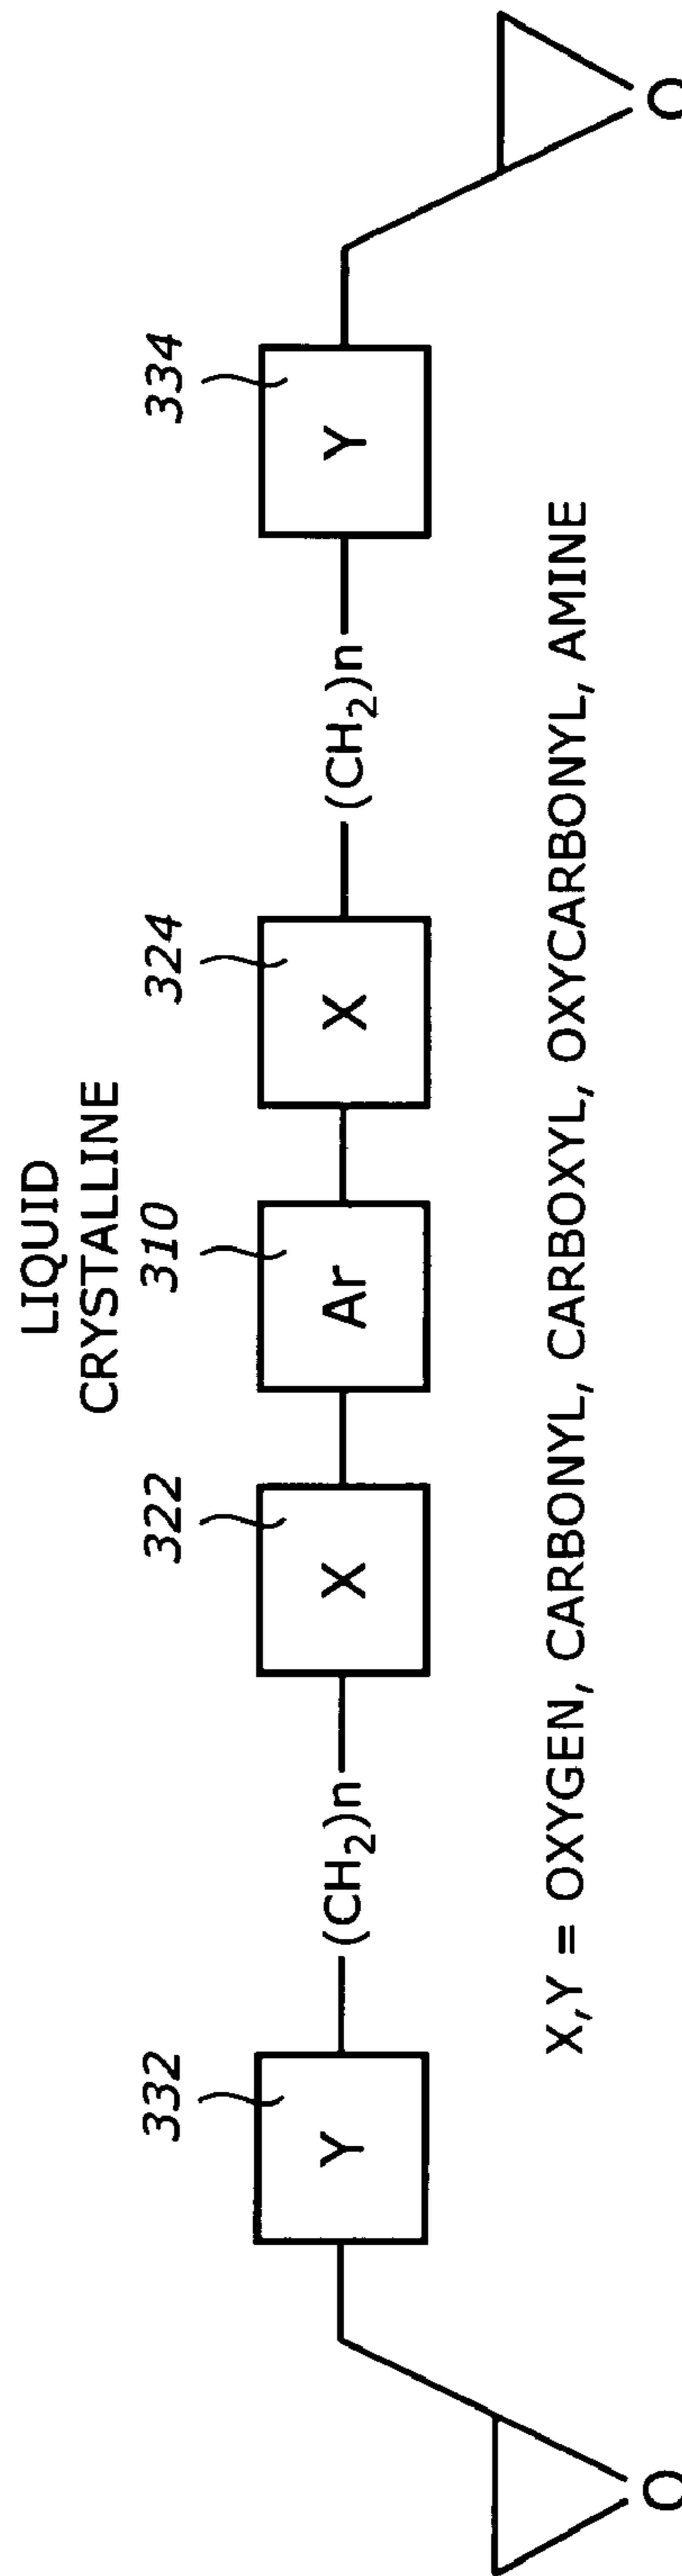 LIQUID
CRYSTALLINE
332
322
310
324
334
Y
(CH2)n
X
Ar
X
(CH2)n
Y
O
O
X,Y = OXYGEN, CARBONYL, CARBOXYL, OXYCARBONYL, AMINE